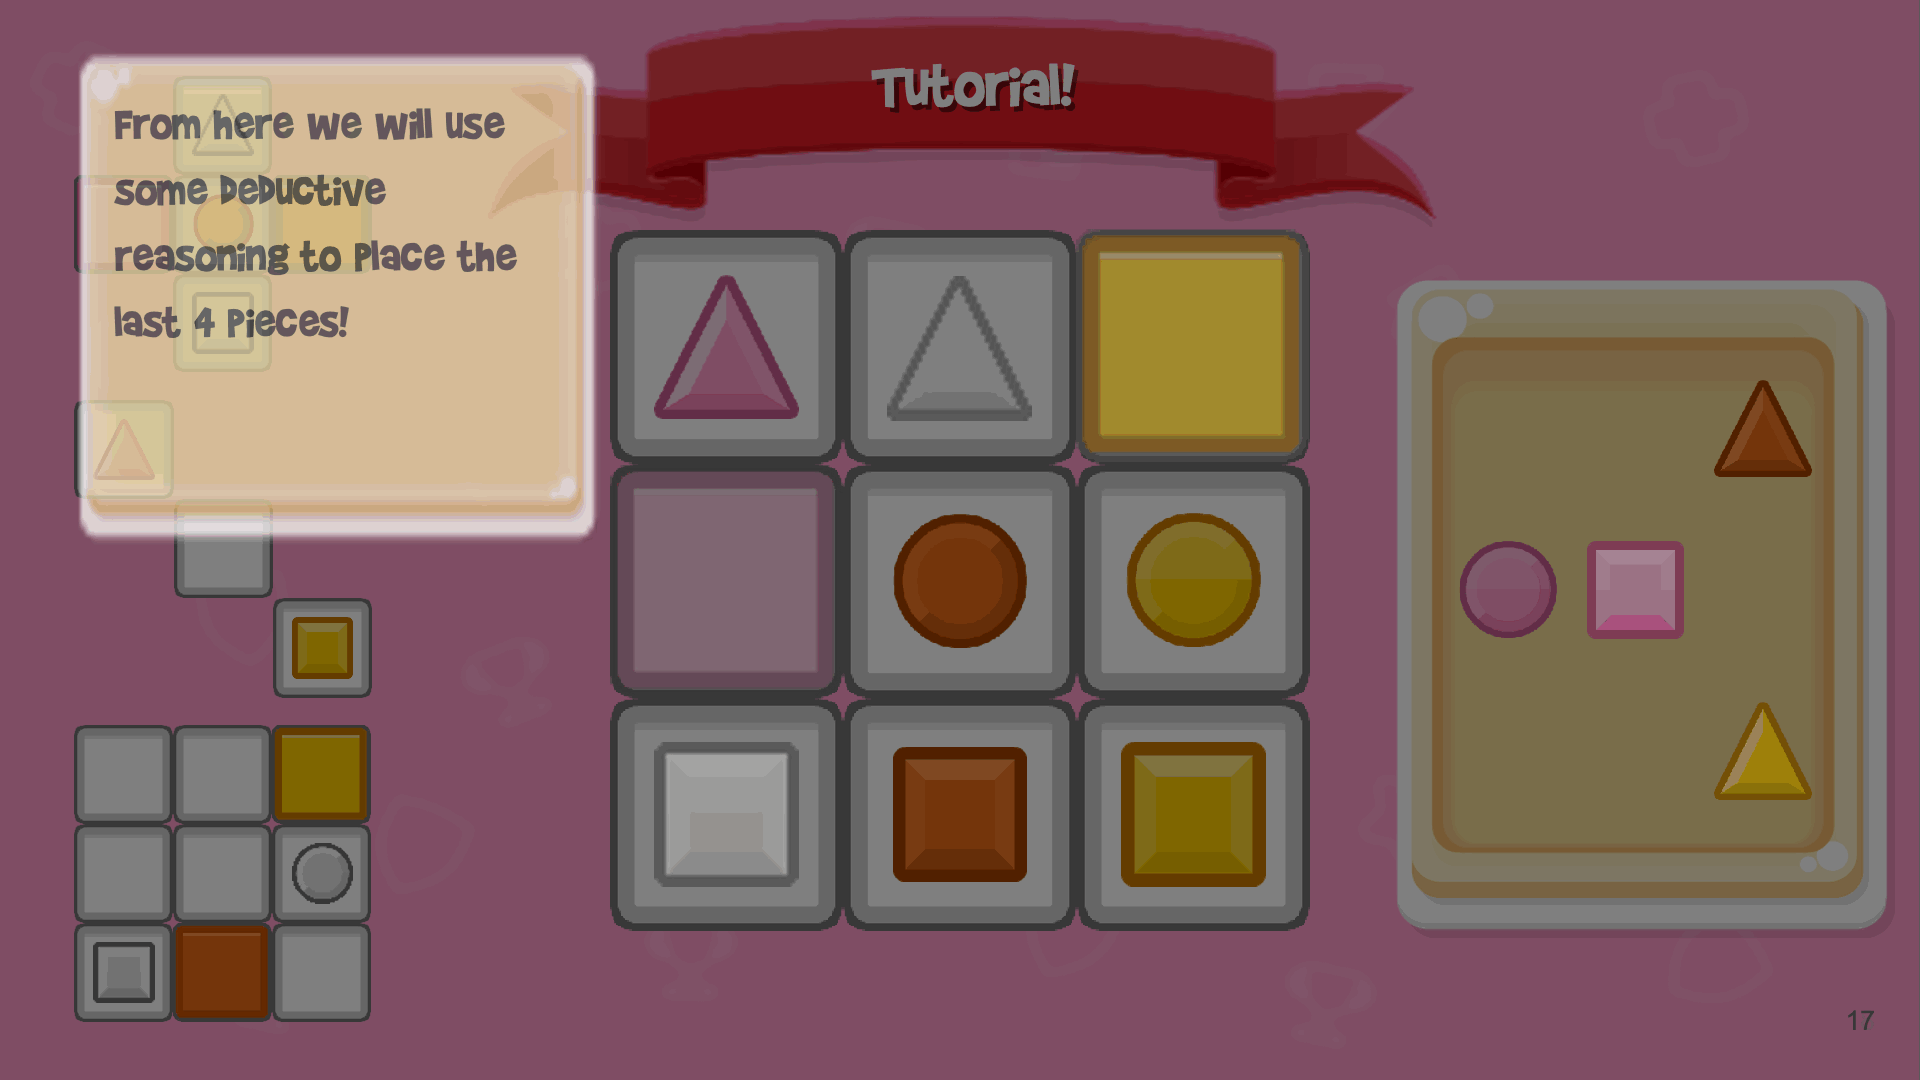 Tutorial!
From here we will use
some deductive
reasoning to place the
last 4 pieces!
17